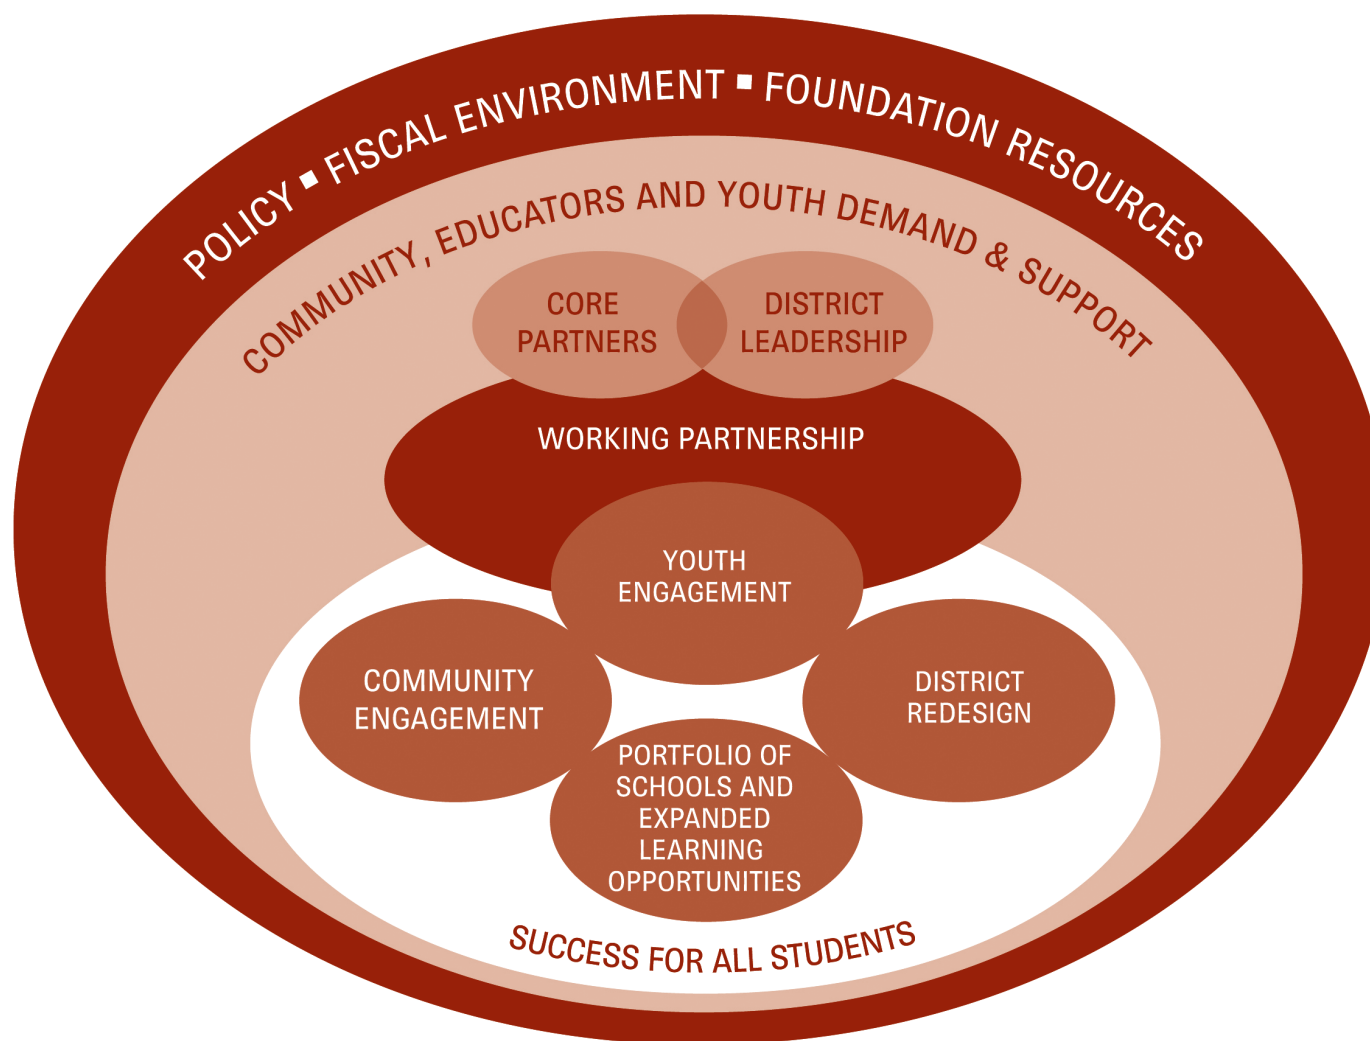 POLICY ▪ FISCAL ENVIRONMENT ▪ FOUNDATION RESOURCES
COMMUNITY, EDUCATORS AND YOUTH DEMAND & SUPPORT
CORE
PARTNERS
DISTRICT
LEADERSHIP
WORKING PARTNERSHIP
YOUTH
ENGAGEMENT
COMMUNITY
ENGAGEMENT
DISTRICT
REDESIGN
PORTFOLIO OF
SCHOOLS AND
EXPANDED
LEARNING
OPPORTUNITIES
SUCCESS FOR ALL STUDENTS